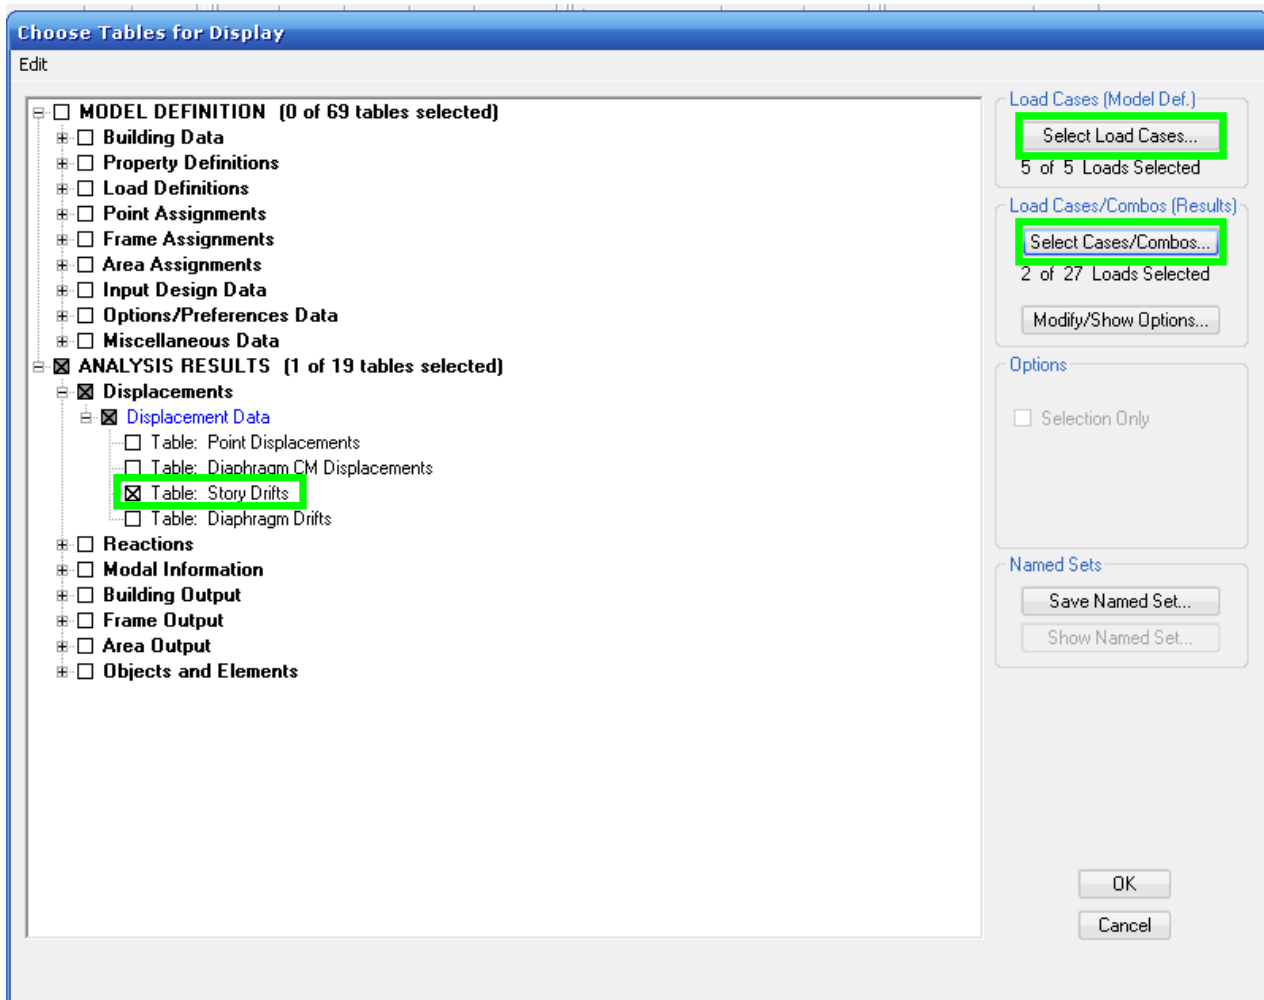 Choose Tables for Display
Edit
MODEL DEFINITION (0 of 69 tables selected)
Building Data
Property Definitions
Load Definitions
Point Assignments
Frame Assignments
Area Assignments
Input Design Data
Options/Preferences Data
Miscellaneous Data
ANALYSIS RESULTS (1 of 19 tables selected)
Displacements
Displacement Data
Table: Point Displacements
Table: Diaphragm CM Displacements
Table: Story Drifts
Table: Diaphragm Drifts
Reactions
Modal Information
Building Output
Frame Output
Area Output
Objects and Elements
Load Cases (Model Def.)
Select Load Cases...
5 of 5 Loads Selected
Load Cases/Combos (Results)
Select Cases/Combos...
2 of 27 Loads Selected
Modify/Show Options...
Options
Selection Only
Named Sets
Save Named Set...
Show Named Set...
OK
Cancel